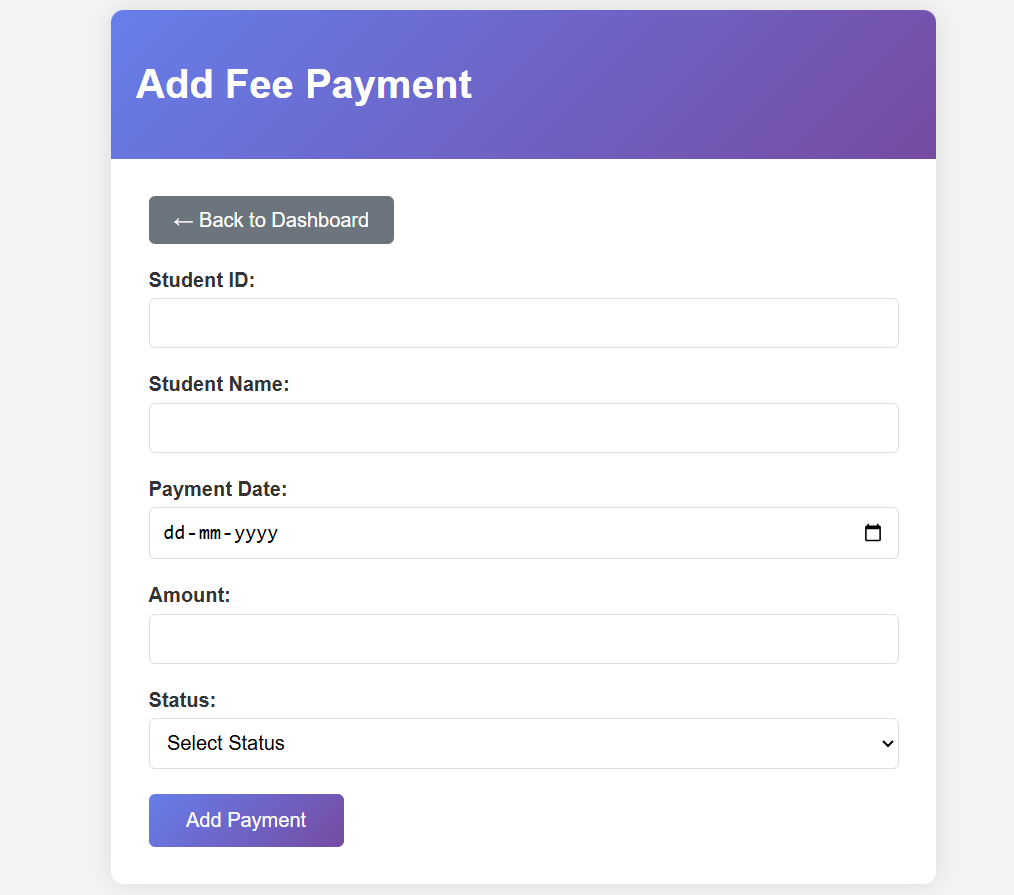 Add Fee Payment
← Back to Dashboard
Student ID:
Student Name:
Payment Date:
dd-mm-yyyy
Amount:
Status:
Select Status
Add Payment